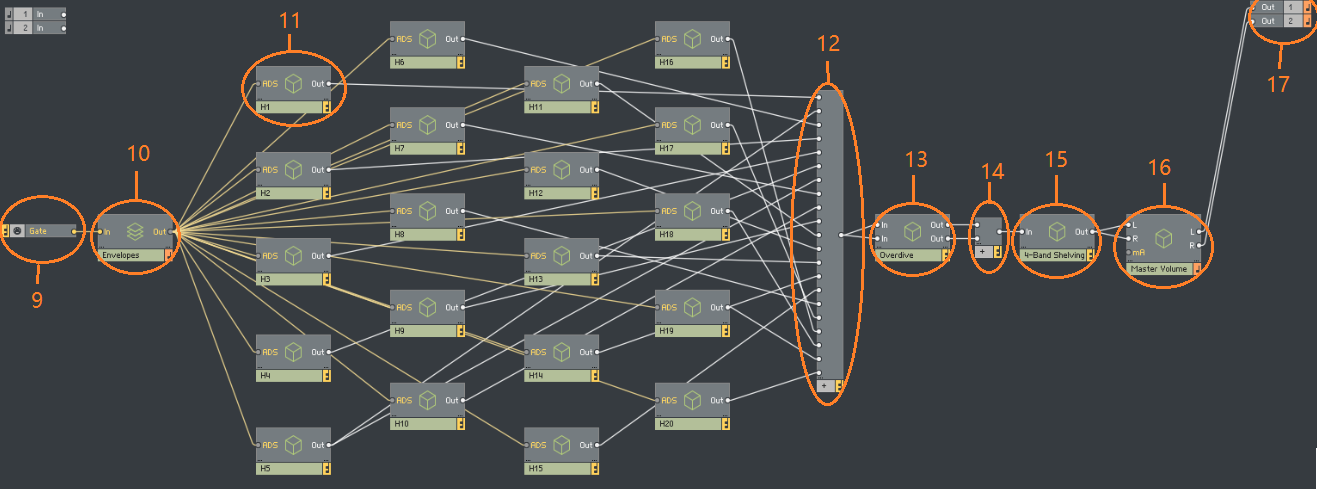 1 In
2 In
Out 1
Out 2
9
10
11
12
13
14
15
16
17
Gate
In Out
Envelopes
ADS Out
H1
ADS Out
H2
ADS Out
H3
ADS Out
H4
ADS Out
H5
ADS Out
H6
ADS Out
H7
ADS Out
H8
ADS Out
H9
ADS Out
H10
ADS Out
H11
ADS Out
H12
ADS Out
H13
ADS Out
H14
ADS Out
H15
ADS Out
H16
ADS Out
H17
ADS Out
H18
ADS Out
H19
ADS Out
H20
+
In Out
In Out
Overdive
+
In Out
4-Band Shelving
L L
R R
mA
Master Volume